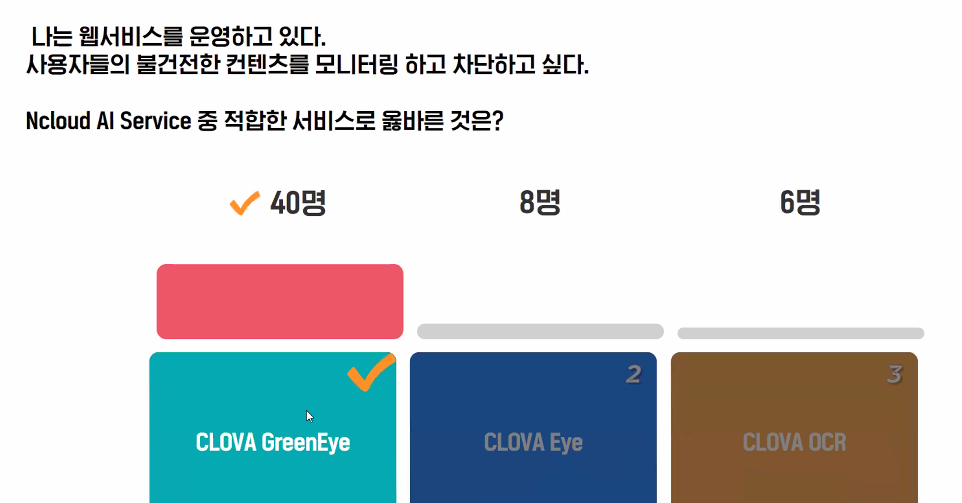 나는 웹서비스를 운영하고 있다.
사용자들의 불건전한 컨텐츠를 모니터링 하고 차단하고 싶다.
Ncloud AI Service 중 적합한 서비스로 옳바른 것은?
40명 8명 6명
2 3
CLOVA GreenEye CLOVA Eye CLOVA OCR